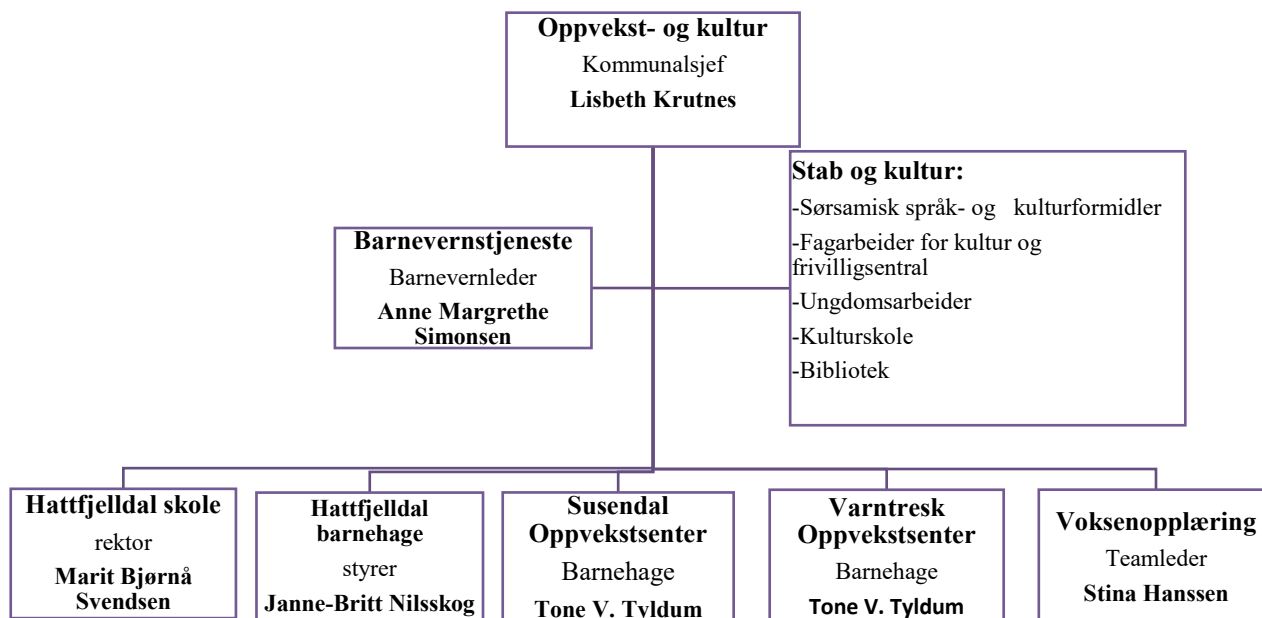 Oppvekst- og kultur
Kommunalsjef
Lisbeth Krutnes
Stab og kultur:
-Sørsamisk språk- og kulturformidler
-Fagarbeider for kultur og
frivilligsentral
-Ungdomsarbeider
-Kulturskole
-Bibliotek
Barnevernstjeneste
Barnevernleder
Anne Margrethe
Simonsen
Hattfjelldal skole
rektor
Marit Bjørnå
Svendsen
Hattfjelldal
barnehage
styrer
Janne-Britt Nilsskog
Susendal
Oppvekstsenter
Barnehage
Tone V. Tyldum
Varntresk
Oppvekstsenter
Barnehage
Tone V. Tyldum
Voksenopplæring
Teamleder
Stina Hanssen